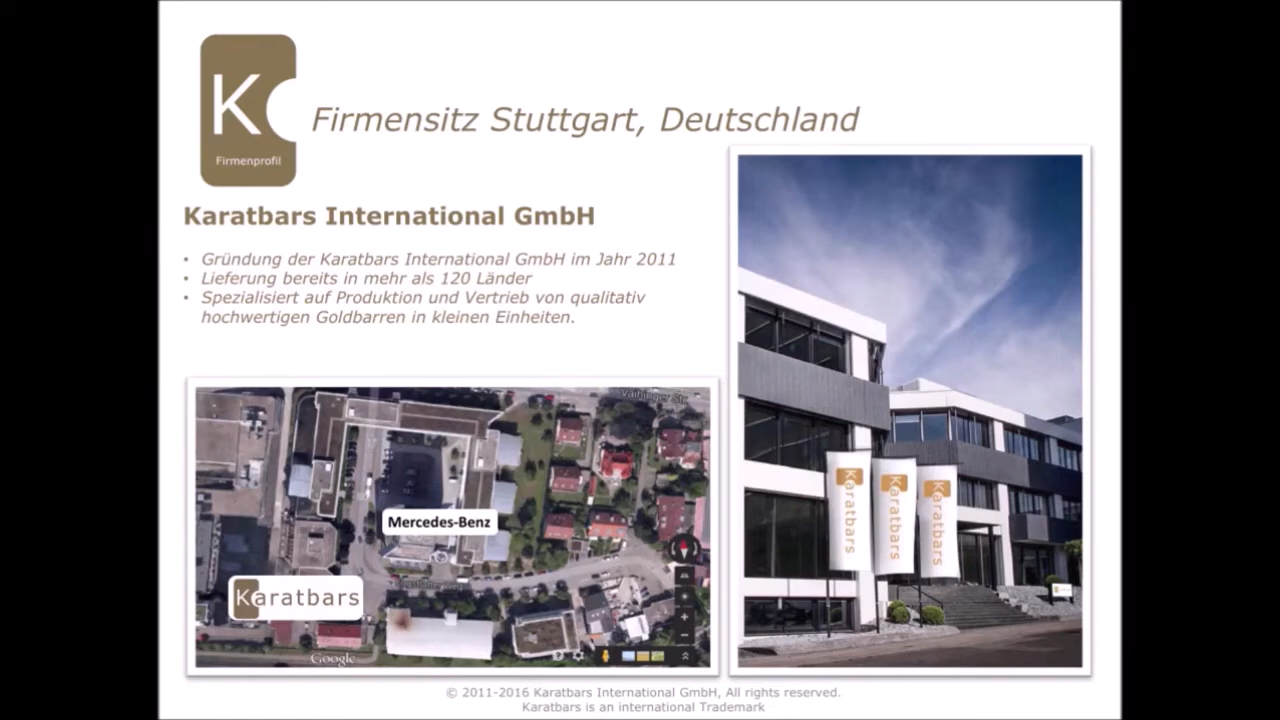 K
Firmenprofil
Firmensitz Stuttgart, Deutschland
Karatbars International GmbH
• Gründung der Karatbars International GmbH im Jahr 2011
• Lieferung bereits in mehr als 120 Länder
• Spezialisiert auf Produktion und Vertrieb von qualitativ
hochwertigen Goldbarren in kleinen Einheiten.
Vaihinger Str.
Mercedes-Benz
Karatbars
Google
Karatbars
Karatbars
Karatbars
© 2011-2016 Karatbars International GmbH, All rights reserved.
Karatbars is an international Trademark